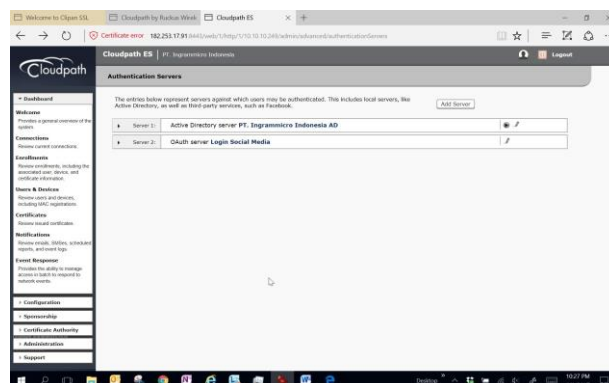 Welcome to Clipan SSL
Cloudpath by Ruckus Wirele
Cloudpath ES
Certificate error
Cloudpath ES
PT. Ingrammicro Indonesia
Logout
Cloudpath
Authentication Servers
The entries below represent servers against which users may be authenticated. This includes local servers, like
Active Directory, as well as third-party services, such as Facebook.
Add Server
Server 1:
Active Directory server PT. Ingrammicro Indonesia AD
Server 2:
OAuth server Login Social Media
Dashboard
Welcome
Provides a general overview of the
system.
Connections
Review current connections.
Enrollments
Review enrollments, including the
associated user, device, and
certificate information.
Users & Devices
Review users and devices,
including MAC registrations.
Certificates
Review issued certificates.
Notifications
Review emails, SMSes, scheduled
reports, and event logs.
Event Response
Provides the ability to manage
access in batch to respond to
network events.
Configuration
Sponsorship
Certificate Authority
Administration
Support
Desktop
10:27 PM